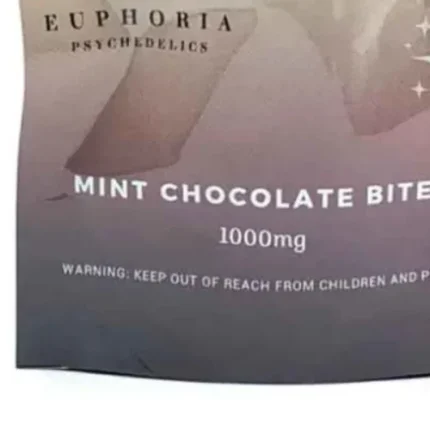 EUPHORIA
PSYCHEDELICS
MINT CHOCOLATE BITE
1000mg
WARNING: KEEP OUT OF REACH FROM CHILDREN AND P